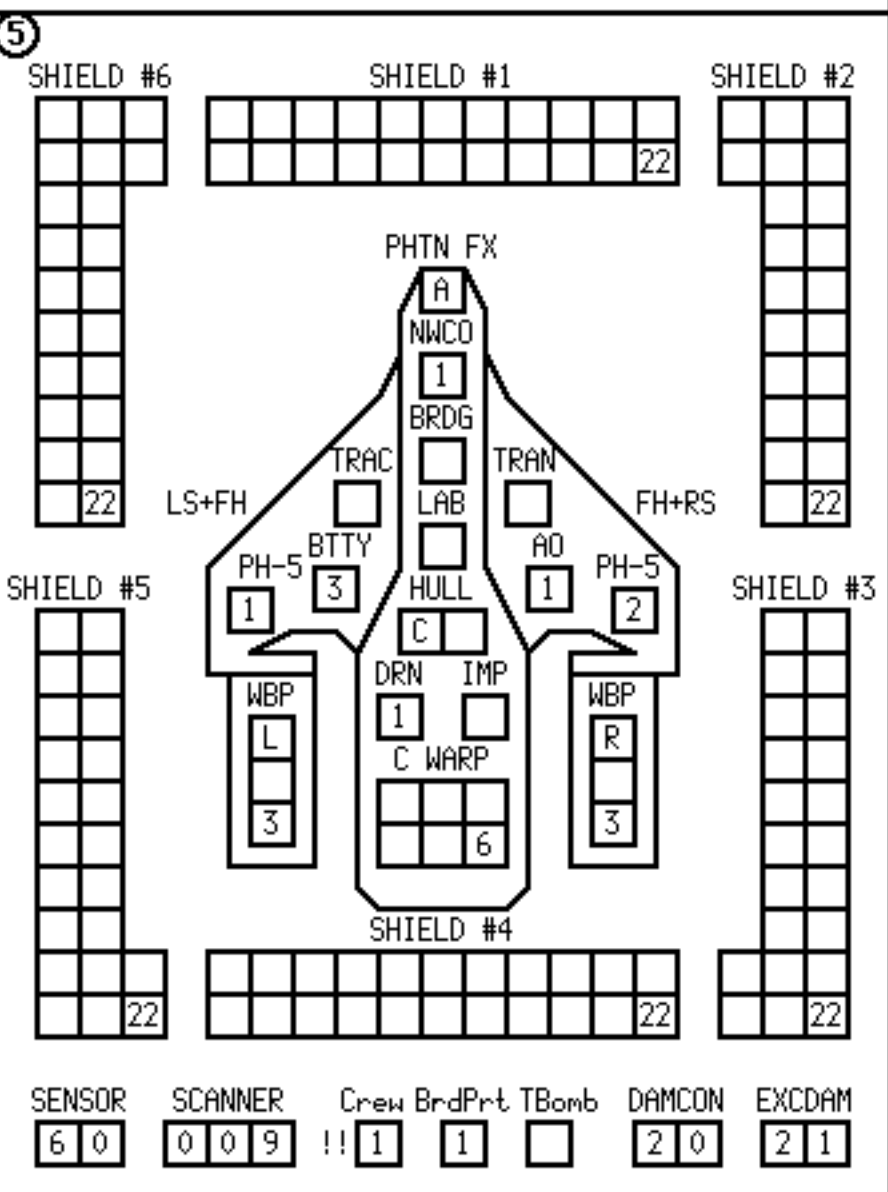 5
SHIELD #6 SHIELD #1 SHIELD #2
22
PHTN FX
A
NWCO
1
BRDG
TRAC TRAN
LAB
22 LS+FH FH+RS 22
BTTY AO
PH-5 PH-5
SHIELD #5 HULL SHIELD #3
1 3 1 2
C
DRN IMP
WBP WBP
1
L R
C WARP
3 6 3
SHIELD #4
22 22 22
SENSOR SCANNER Crew BrdPrt TBomb DAMCON EXCDAM
6 0 0 0 9 !! 1 1 2 0 2 1